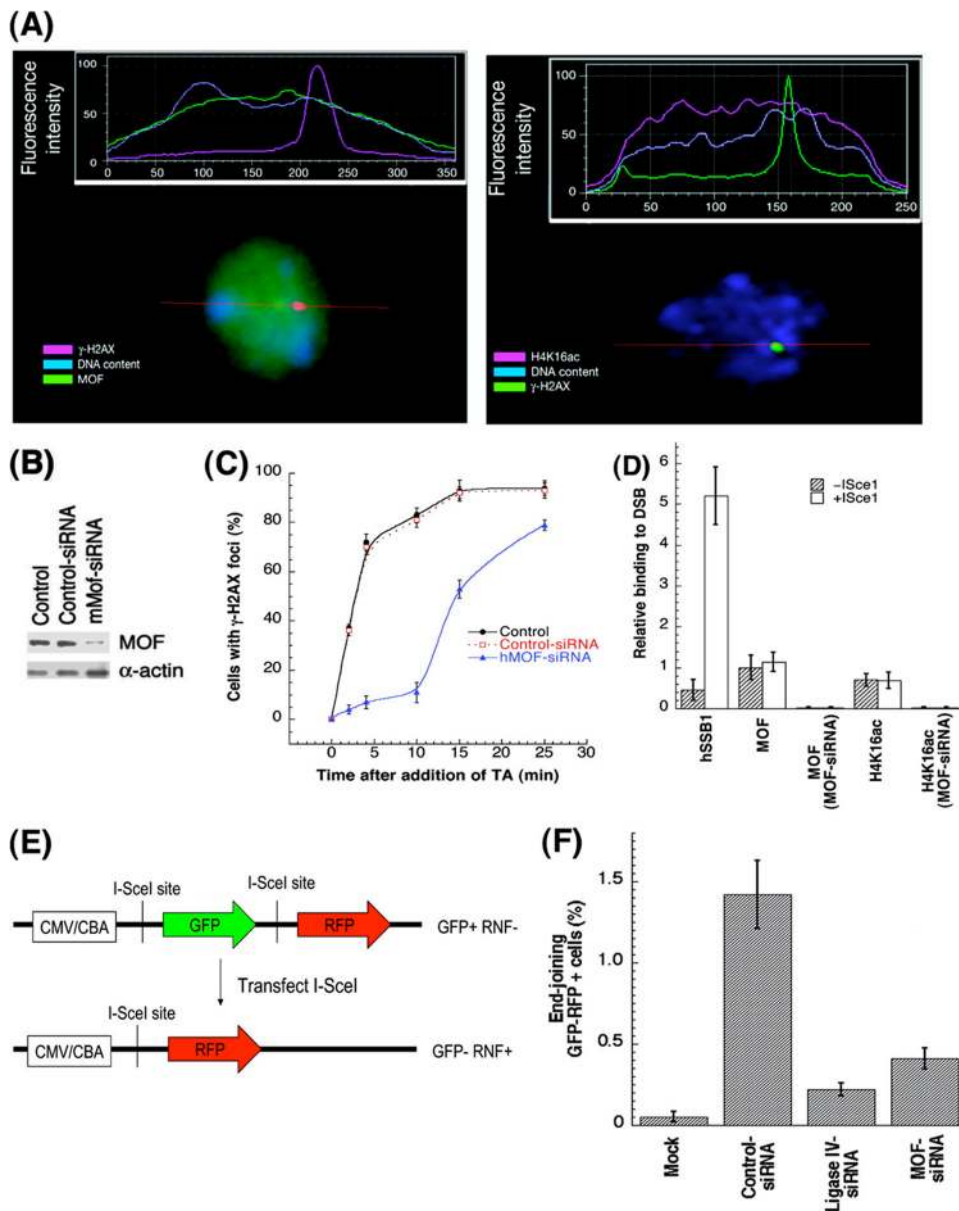 (A)
Fluorescence intensity
100
50
0
0 50 100 150 200 250 300 350
γ-H2AX
DNA content
MOF
Fluorescence intensity
100
50
0
0 50 100 150 200 250
H4K16ac
DNA content
γ-H2AX
(B)
Control
Control-siRNA
mMof-siRNA
MOF
α-actin
(C)
Cells with γ-H2AX foci (%)
100
80
60
40
20
0
Control
Control-siRNA
hMOF-siRNA
0 5 10 15 20 25 30
Time after addition of TA (min)
(D)
Relative binding to DSB
6
5
4
3
2
1
0
-ISce1
+ISce1
hSSB1
MOF
MOF (MOF-siRNA)
H4K16ac
H4K16ac (MOF-siRNA)
(E)
I-SceI site
I-SceI site
CMV/CBA
GFP
RFP
GFP+ RNF-
Transfect I-SceI
I-SceI site
CMV/CBA
RFP
GFP- RNF+
(F)
End-joining
GFP-RFP + cells (%)
1.5
1.0
0.5
0
Mock
Control-siRNA
Ligase IV-siRNA
MOF-siRNA